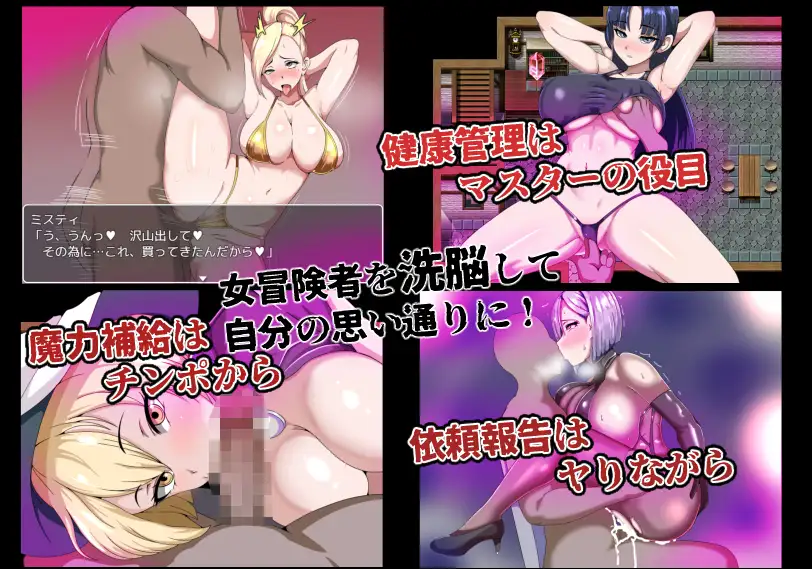 健康管理は
マスターの役目
ミスティ
「う、うんっ♥　沢山出して♥
その為に…これ、買ってきたんだから♥」
女冒険者を洗脳して
自分の思い通りに！
魔力補給は
チンポから
依頼報告は
ヤりながら